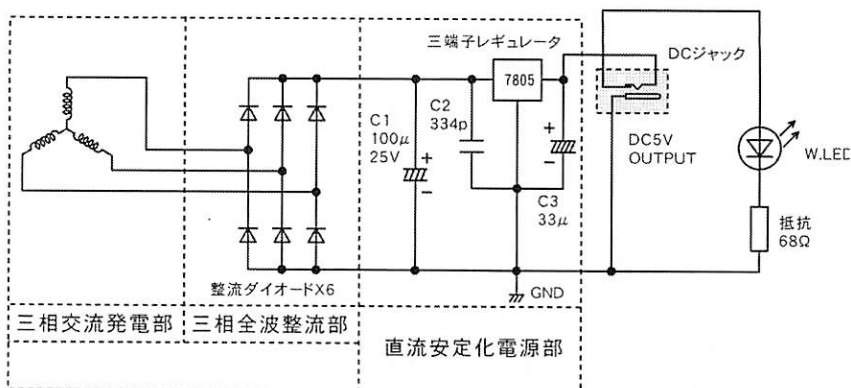 三端子レギュレータ
7805
DCジャック
C1
100μ
25V
+
−
C2
334p
+
−
C3
33μ
DC5V
OUTPUT
W.LED
抵抗
68Ω
整流ダイオードX6
GND
三相交流発電部
三相全波整流部
直流安定化電源部